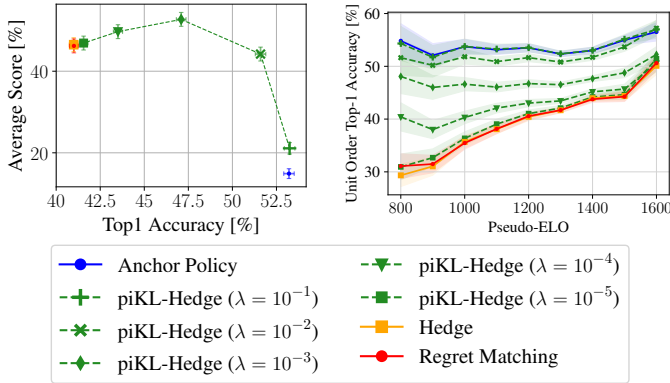 Average Score [%]
40
20
40 42.5 45 47.5 50 52.5
Top1 Accuracy [%]
Unit Order Top-1 Accuracy [%]
60
50
40
30
800 1000 1200 1400 1600
Pseudo-ELO
Anchor Policy
piKL-Hedge (λ = 10⁻¹)
piKL-Hedge (λ = 10⁻²)
piKL-Hedge (λ = 10⁻³)
piKL-Hedge (λ = 10⁻⁴)
piKL-Hedge (λ = 10⁻⁵)
Hedge
Regret Matching